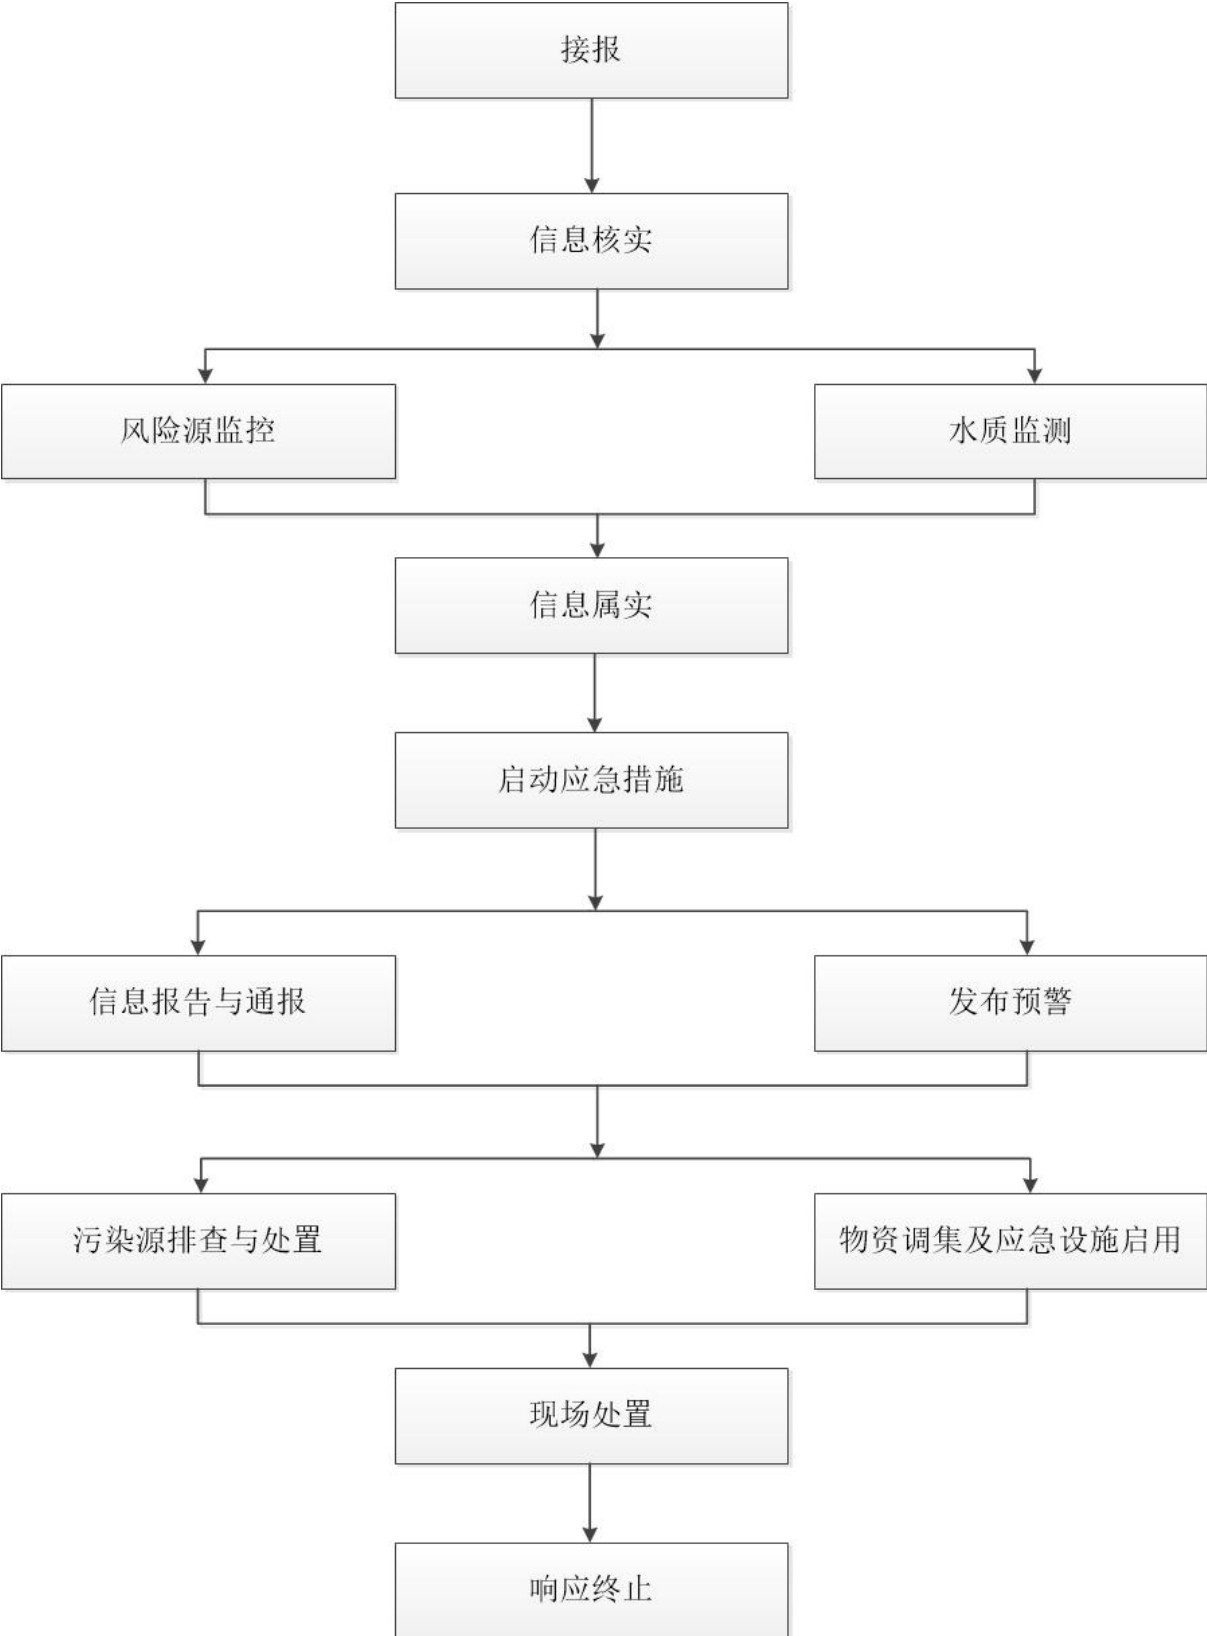 接报
信息核实
风险源监控
水质监测
信息属实
启动应急措施
信息报告与通报
发布预警
污染源排查与处置
物资调集及应急设施启用
现场处置
响应终止